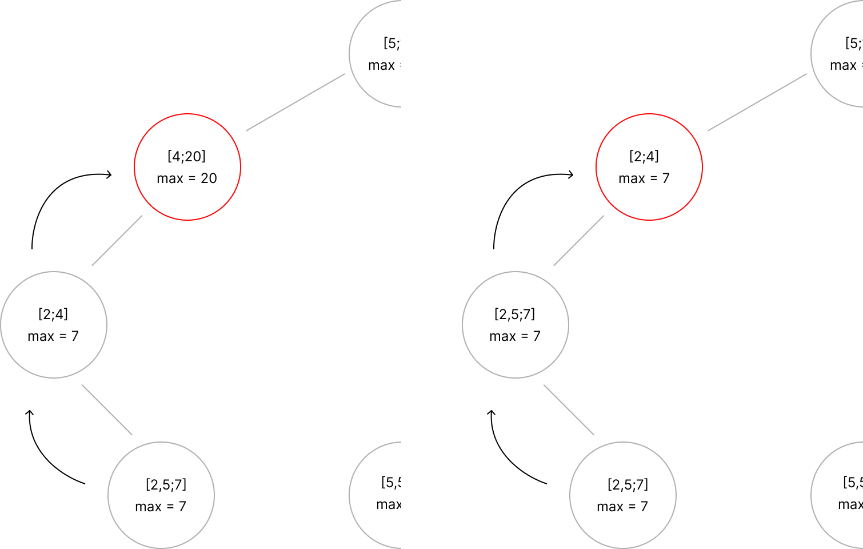 [5;
max =
[4;20]
max = 20
[2;4]
max = 7
[2,5;7]
max = 7
[5,5
max
[5;
max =
[2;4]
max = 7
[2,5;7]
max = 7
[2,5;7]
max = 7
[5,5
max